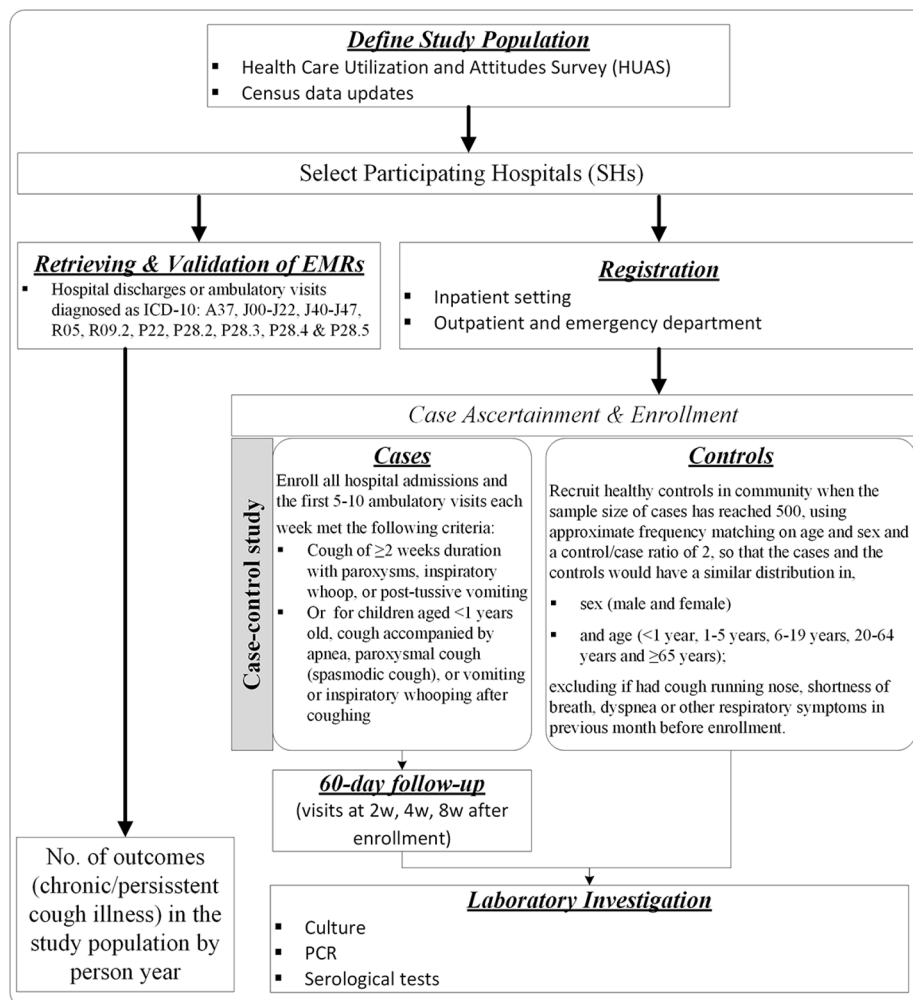 Define Study Population
▪ Health Care Utilization and Attitudes Survey (HUAS)
▪ Census data updates
Select Participating Hospitals (SHs)
Retrieving & Validation of EMRs
▪ Hospital discharges or ambulatory visits
diagnosed as ICD-10: A37, J00-J22, J40-J47,
R05, R09.2, P22, P28.2, P28.3, P28.4 & P28.5
Registration
▪ Inpatient setting
▪ Outpatient and emergency department
Case Ascertainment & Enrollment
Case-control study
Cases
Enroll all hospital admissions and
the first 5-10 ambulatory visits each
week met the following criteria:
▪ Cough of ≥2 weeks duration
with paroxysms, inspiratory
whoop, or post-tussive vomiting
▪ Or for children aged <1 years
old, cough accompanied by
apnea, paroxysmal cough
(spasmodic cough), or vomiting
or inspiratory whooping after
coughing
Controls
Recruit healthy controls in community when the
sample size of cases has reached 500, using
approximate frequency matching on age and sex and
a control/case ratio of 2, so that the cases and the
controls would have a similar distribution in,
▪ sex (male and female)
▪ and age (<1 year, 1-5 years, 6-19 years, 20-64
years and ≥65 years);
excluding if had cough running nose, shortness of
breath, dyspnea or other respiratory symptoms in
previous month before enrollment.
60-day follow-up
(visits at 2w, 4w, 8w after
enrollment)
No. of outcomes
(chronic/persisstent
cough illness) in the
study population by
person year
Laboratory Investigation
▪ Culture
▪ PCR
▪ Serological tests